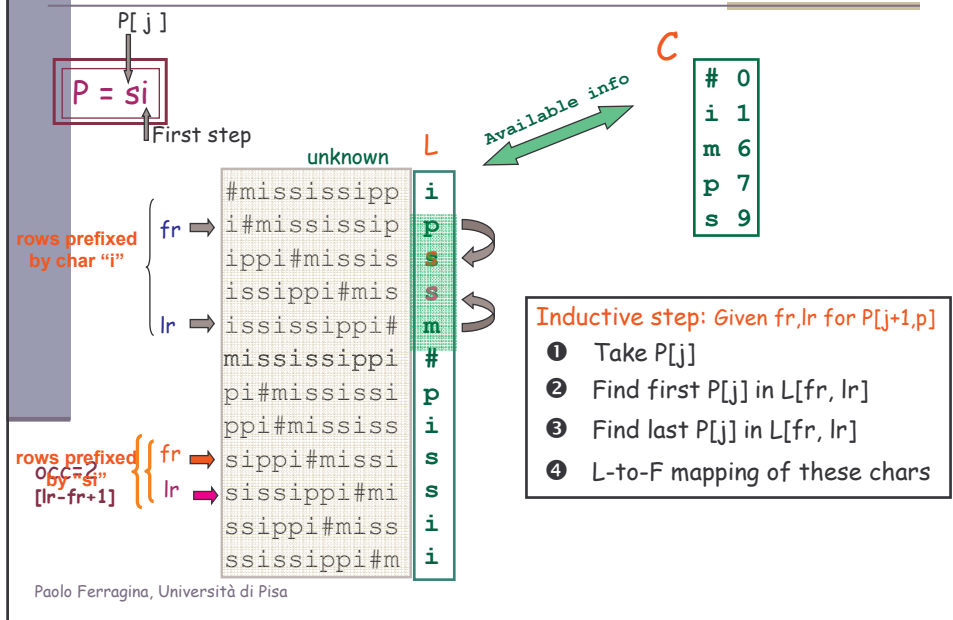 P[ j ]
P = si
First step
C
# 0
i 1
m 6
p 7
s 9
Available info
unknown
L
#mississipp i
i#mississip p
ippi#missis s
issippi#mis s
ississippi# m
mississippi #
pi#mississi p
ppi#mississ i
sippi#missi s
sissippi#mi s
ssippi#miss i
ssissippi#m i
rows prefixed
by char “i”
fr
lr
rows prefixed
by “si”
occ=2
[lr-fr+1]
fr
lr
Inductive step: Given fr,lr for P[j+1,p]
❶ Take P[j]
❷ Find first P[j] in L[fr, lr]
❸ Find last P[j] in L[fr, lr]
❹ L-to-F mapping of these chars
Paolo Ferragina, Università di Pisa